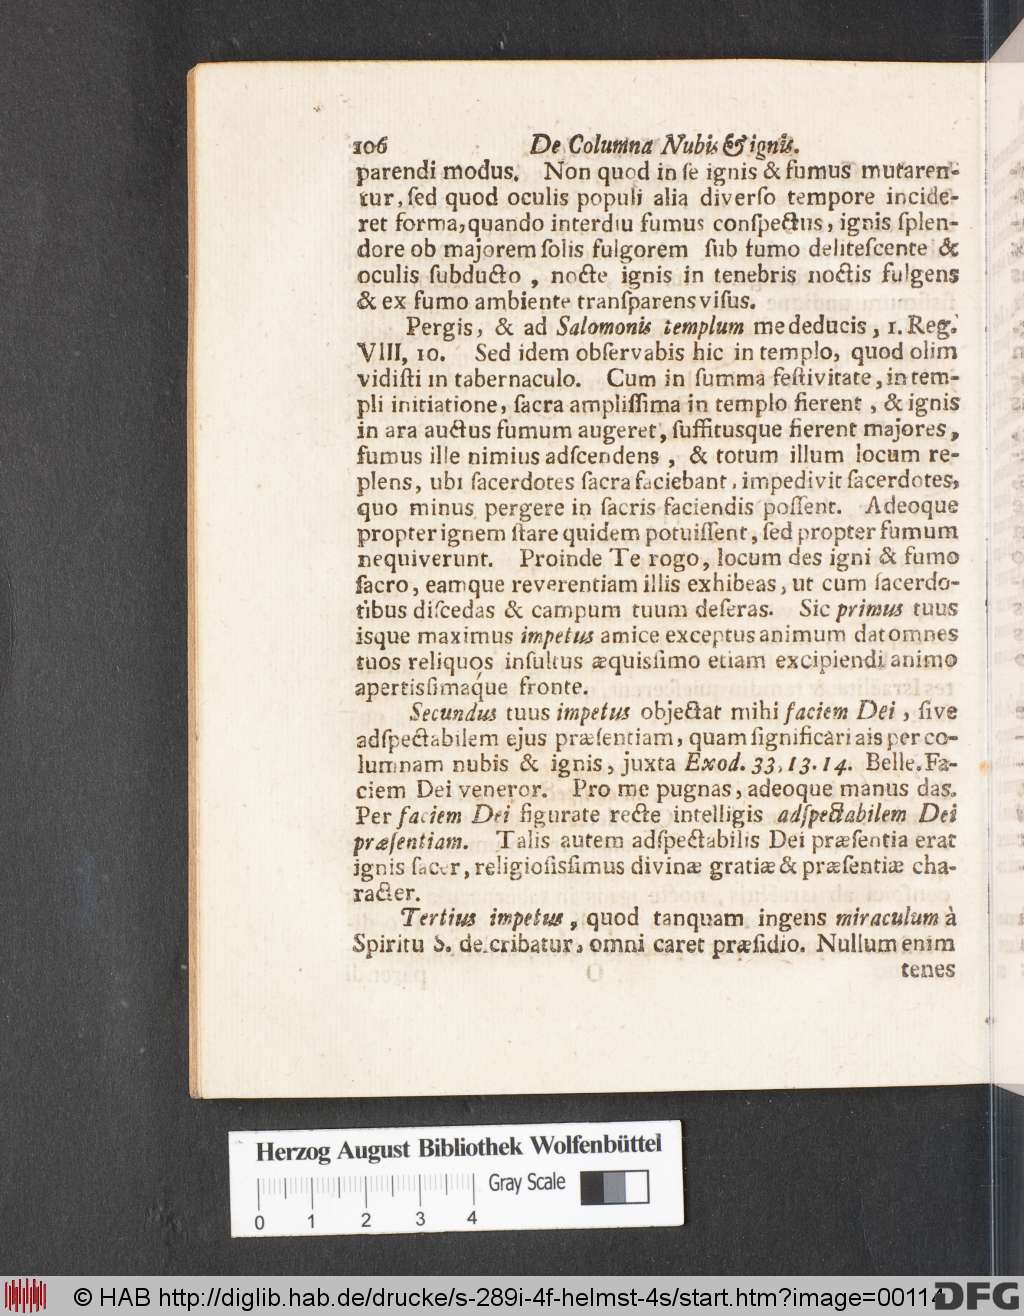 106 De Columna Nubis & ignis.
parendi modus. Non quod in ſe ignis & fumus mutaren-
tur, ſed quod oculis populi alia diverſo tempore incide-
ret forma, quando interdiu fumus conſpectus, ignis ſplen-
dore ob majorem ſolis fulgorem ſub fumo deliteſcente &
oculis ſubducto, nocte ignis in tenebris noctis fulgens
& ex fumo ambiente tranſparens viſus.
Pergis, & ad Salomonis templum me deducis, 1. Reg.
VIII, 10. Sed idem obſervabis hic in templo, quod olim
vidiſti in tabernaculo. Cum in ſumma feſtivitate, in tem-
pli initiatione, ſacra ampliſſima in templo fierent, & ignis
in ara auctus fumum augeret, ſuffitusque fierent majores,
fumus ille nimius adſcendens, & totum illum locum re-
plens, ubi ſacerdotes ſacra faciebant, impedivit ſacerdotes,
quo minus pergere in ſacris faciendis poſſent. Adeoque
propter ignem ſtare quidem potuiſſent, ſed propter fumum
nequiverunt. Proinde Te rogo, locum des igni & fumo
ſacro, eamque reverentiam illis exhibeas, ut cum ſacerdo-
tibus diſcedas & campum tuum deſeras. Sic primus tuus
isque maximus impetus amice exceptus animum dat omnes
tuos reliquos inſultus æquisſimo etiam excipiendi animo
apertisſimaq́ue fronte.
Secundus tuus impetus objectat mihi faciem Dei, ſive
adſpectabilem ejus præſentiam, quam ſignificari ais per co-
lumnam nubis & ignis, juxta Exod. 33, 13. 14. Belle. Fa-
ciem Dei veneror. Pro me pugnas, adeoque manus das.
Per faciem Dei figurate recte intelligis adſpectabilem Dei
præſentiam. Talis autem adſpectabilis Dei præſentia erat
ignis ſacer, religioſisſimus divinæ gratiæ & præſentiæ cha-
racter.
Tertius impetus, quod tanquam ingens miraculum à
Spiritu S. deſcribatur, omni caret præſidio. Nullum enim
tenes
Herzog August Bibliothek Wolfenbüttel
Gray Scale
0 1 2 3 4
© HAB http://diglib.hab.de/drucke/s-289i-4f-helmst-4s/start.htm?image=00114
DFG